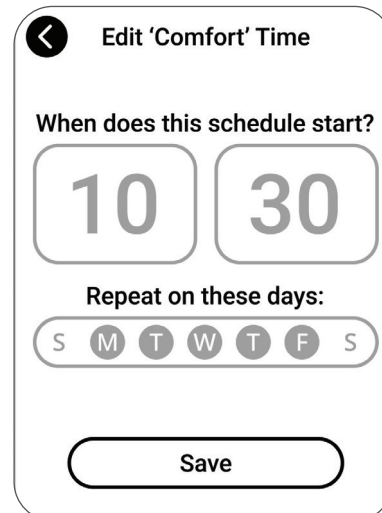 Edit ‘Comfort’ Time
When does this schedule start?
10 30
Repeat on these days:
S M T W T F S
Save